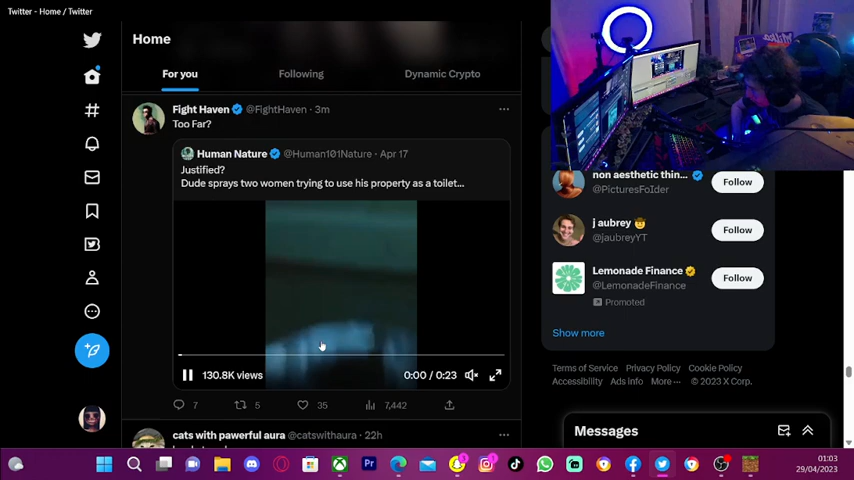 Twitter - Home / Twitter
Home
For you
Following
Dynamic Crypto
Fight Haven @FightHaven · 3m
Too Far?
Human Nature @Human101Nature · Apr 17
Justified?
Dude sprays two women trying to use his property as a toilet...
130.8K views
0:00 / 0:23
7
5
35
7,442
cats with pawerful aura @catswithaura · 22h
non aesthetic thin...
@PicturesFoIder
Follow
j aubrey
@jaubreyYT
Follow
Lemonade Finance
@LemonadeFinance
Follow
Promoted
Show more
Terms of Service Privacy Policy Cookie Policy
Accessibility Ads info More ··· © 2023 X Corp.
Messages
Pr
01:03
29/04/2023